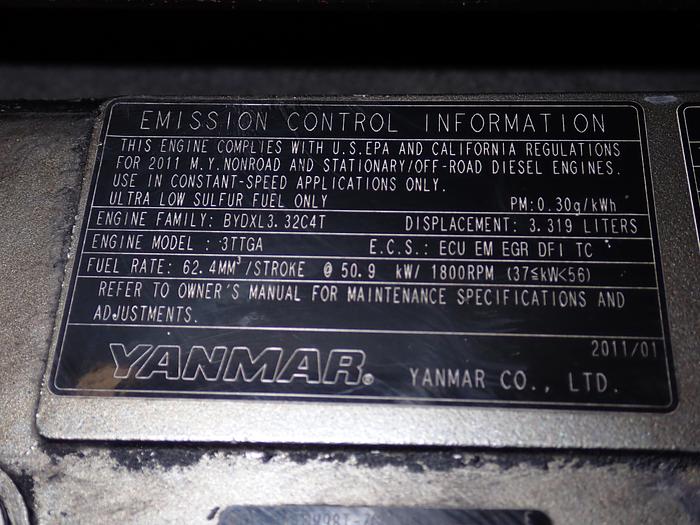 EMISSION CONTROL INFORMATION
THIS ENGINE COMPLIES WITH U.S.EPA AND CALIFORNIA REGULATIONS
FOR 2011 M.Y.NONROAD AND STATIONARY/OFF-ROAD DIESEL ENGINES.
USE IN CONSTANT-SPEED APPLICATIONS ONLY.
ULTRA LOW SULFUR FUEL ONLY PM:0.30g/kWh
ENGINE FAMILY: BYDXL3.32C4T DISPLACEMENT: 3.319 LITERS
ENGINE MODEL : 3TTGA E.C.S.: ECU EM EGR DFI TC
FUEL RATE: 62.4MM³/STROKE @ 50.9 kW/ 1800RPM (37≦kW<56)
REFER TO OWNER'S MANUAL FOR MAINTENANCE SPECIFICATIONS AND
ADJUSTMENTS.
2011/01
YANMAR® YANMAR CO., LTD.